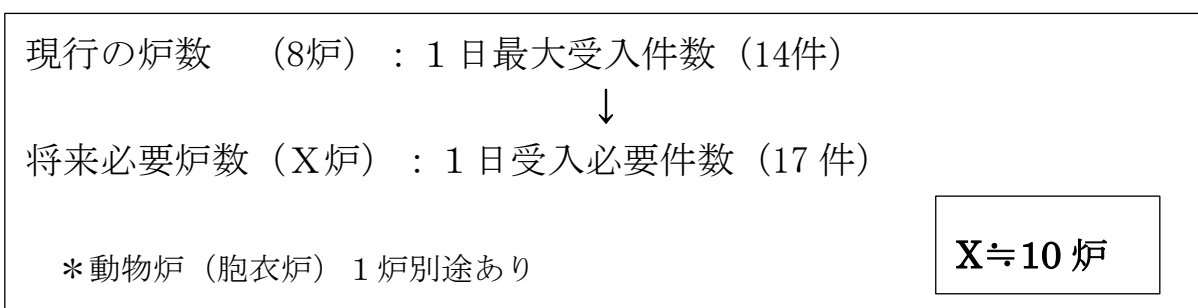 現行の炉数　（8炉）：１日最大受入件数（14件）
↓
将来必要炉数（Ｘ炉）：１日受入必要件数（17 件）
X≒10 炉
＊動物炉（胞衣炉）１炉別途あり